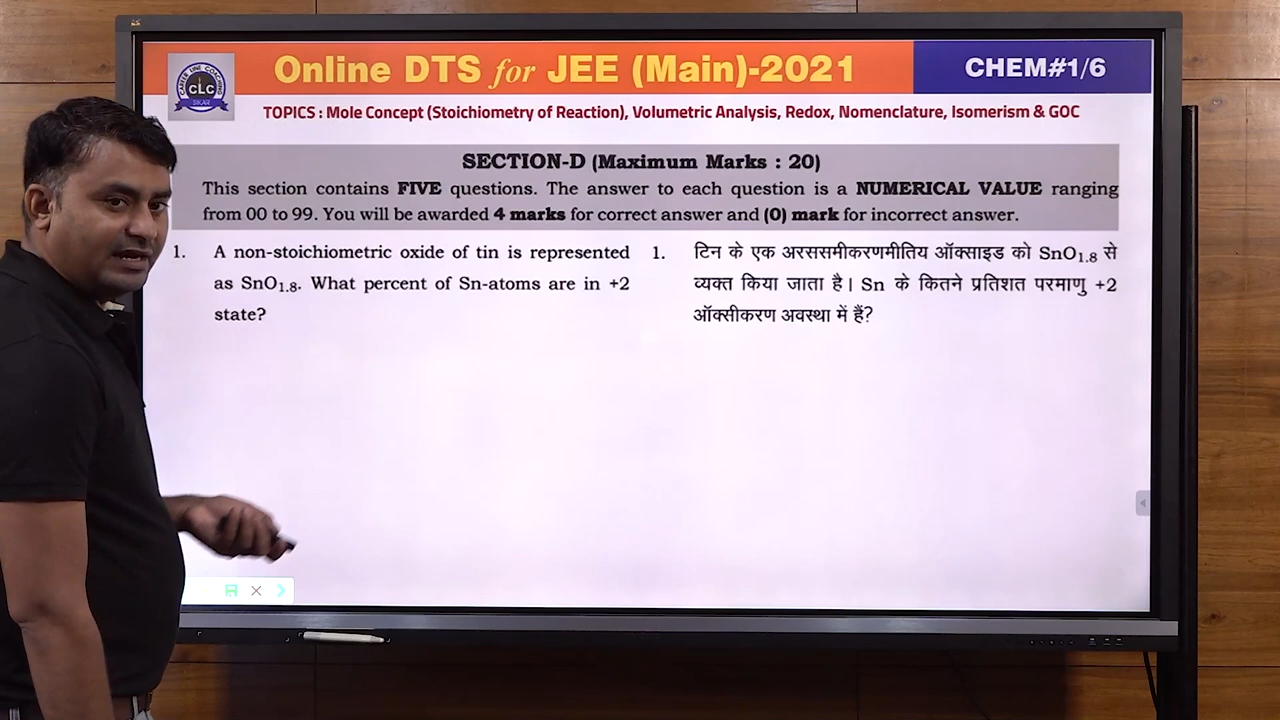 Online DTS for JEE (Main)-2021
CHEM#1/6
CAREER LINE COACHING
CLC
SIKAR
TOPICS : Mole Concept (Stoichiometry of Reaction), Volumetric Analysis, Redox, Nomenclature, Isomerism & GOC
SECTION-D (Maximum Marks : 20)
This section contains FIVE questions. The answer to each question is a NUMERICAL VALUE ranging
from 00 to 99. You will be awarded 4 marks for correct answer and (0) mark for incorrect answer.
1. A non-stoichiometric oxide of tin is represented
as SnO₁.₈. What percent of Sn-atoms are in +2
state?
1. टिन के एक अरससमीकरणमीतिय ऑक्साइड को SnO₁.₈ से
व्यक्त किया जाता है। Sn के कितने प्रतिशत परमाणु +2
ऑक्सीकरण अवस्था में हैं?